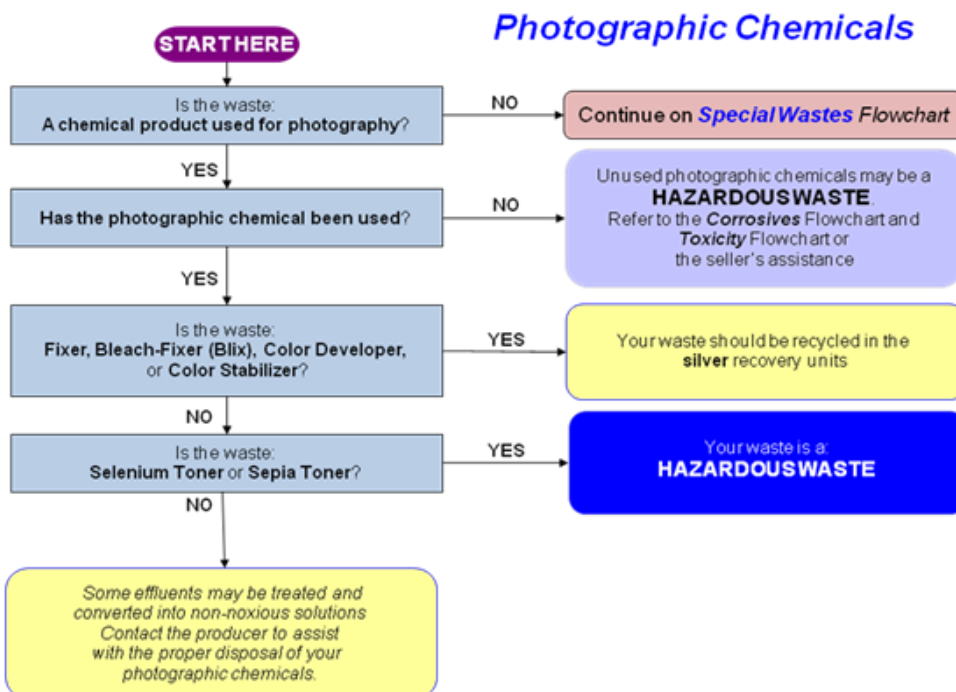 Photographic Chemicals
START HERE
Is the waste:
A chemical product used for photography?
NO
Continue on Special Wastes Flowchart
YES
Has the photographic chemical been used?
NO
Unused photographic chemicals may be a
HAZARDOUS WASTE.
Refer to the Corrosives Flowchart and
Toxicity Flowchart or
the seller's assistance
YES
Is the waste:
Fixer, Bleach-Fixer (Blix), Color Developer,
or Color Stabilizer?
YES
Your waste should be recycled in the
silver recovery units
NO
Is the waste:
Selenium Toner or Sepia Toner?
YES
Your waste is a:
HAZARDOUS WASTE
NO
Some effluents may be treated and
converted into non-noxious solutions
Contact the producer to assist
with the proper disposal of your
photographic chemicals.